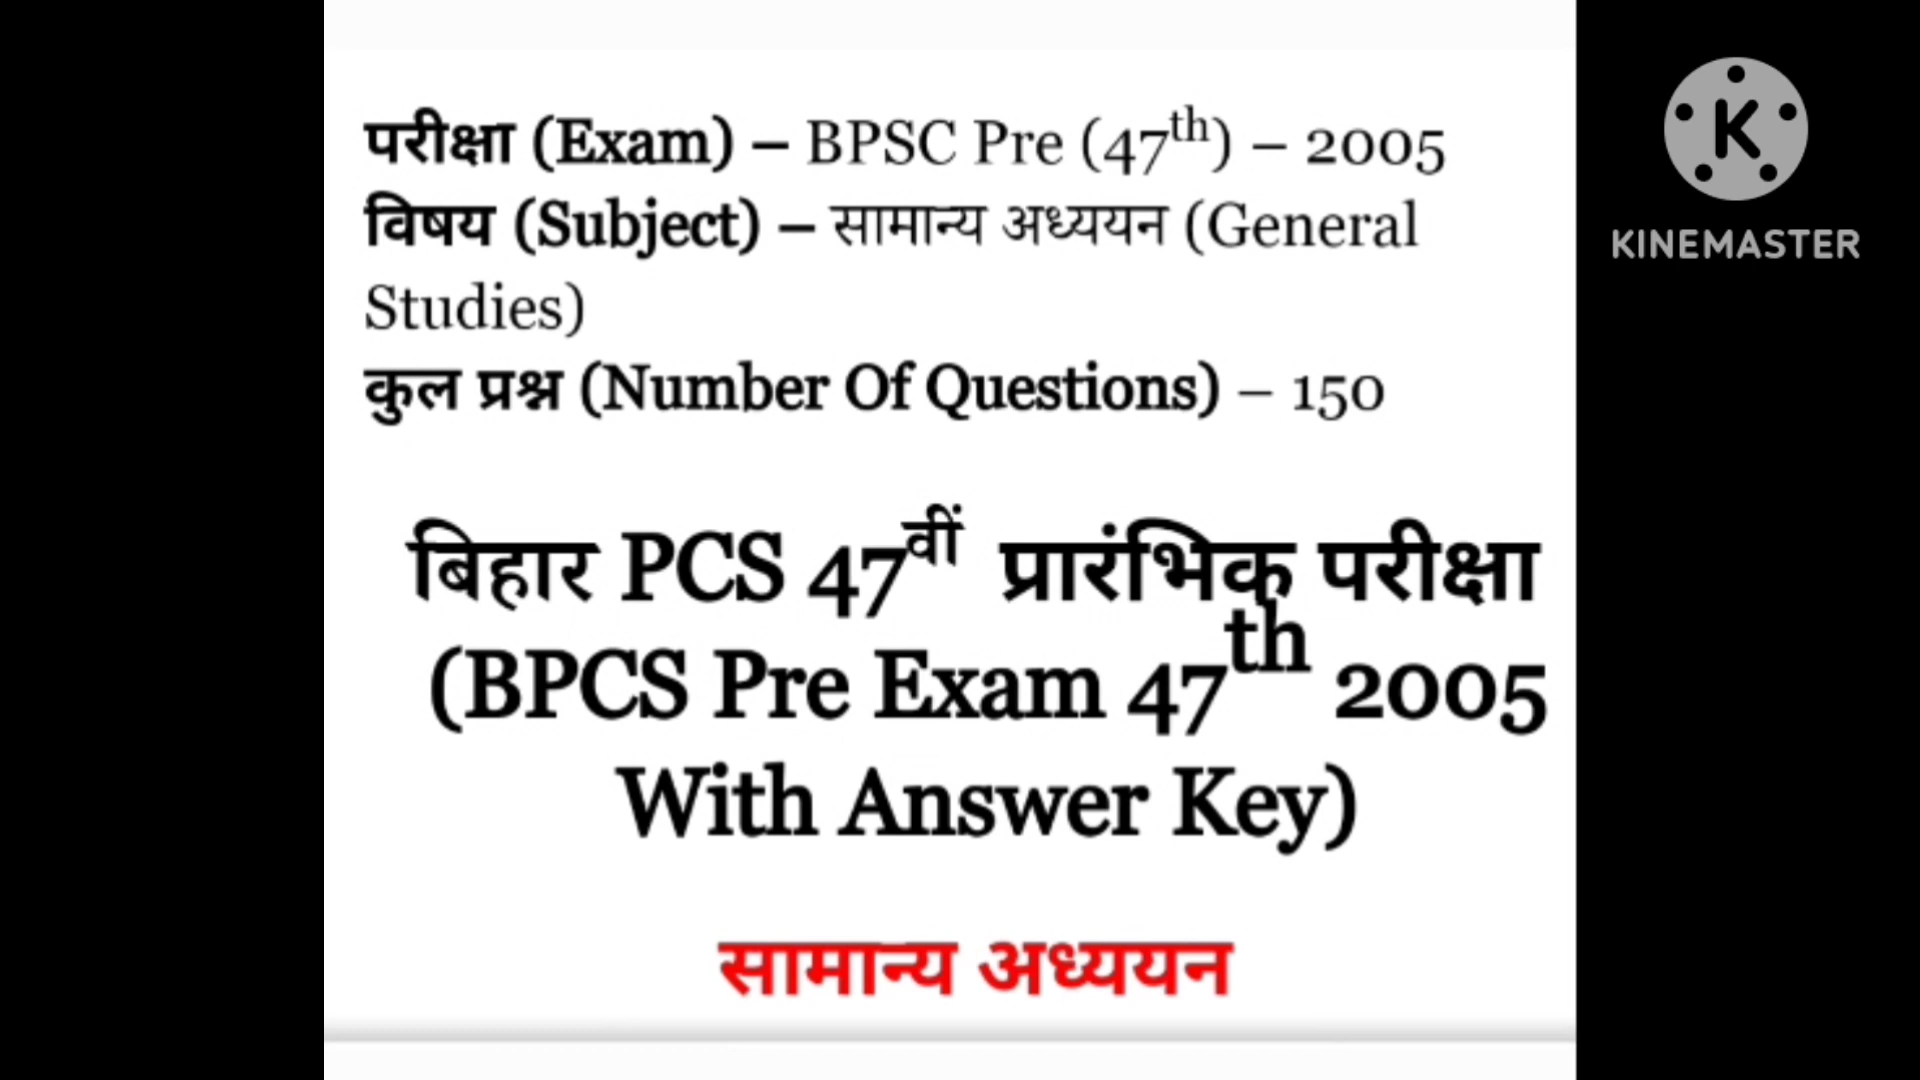 परीक्षा (Exam) – BPSC Pre (47th) – 2005
विषय (Subject) – सामान्य अध्ययन (General
Studies)
कुल प्रश्न (Number Of Questions) – 150
बिहार PCS 47वीं प्रारंभिक परीक्षा
(BPCS Pre Exam 47th 2005
With Answer Key)
सामान्य अध्ययन
K
KINEMASTER